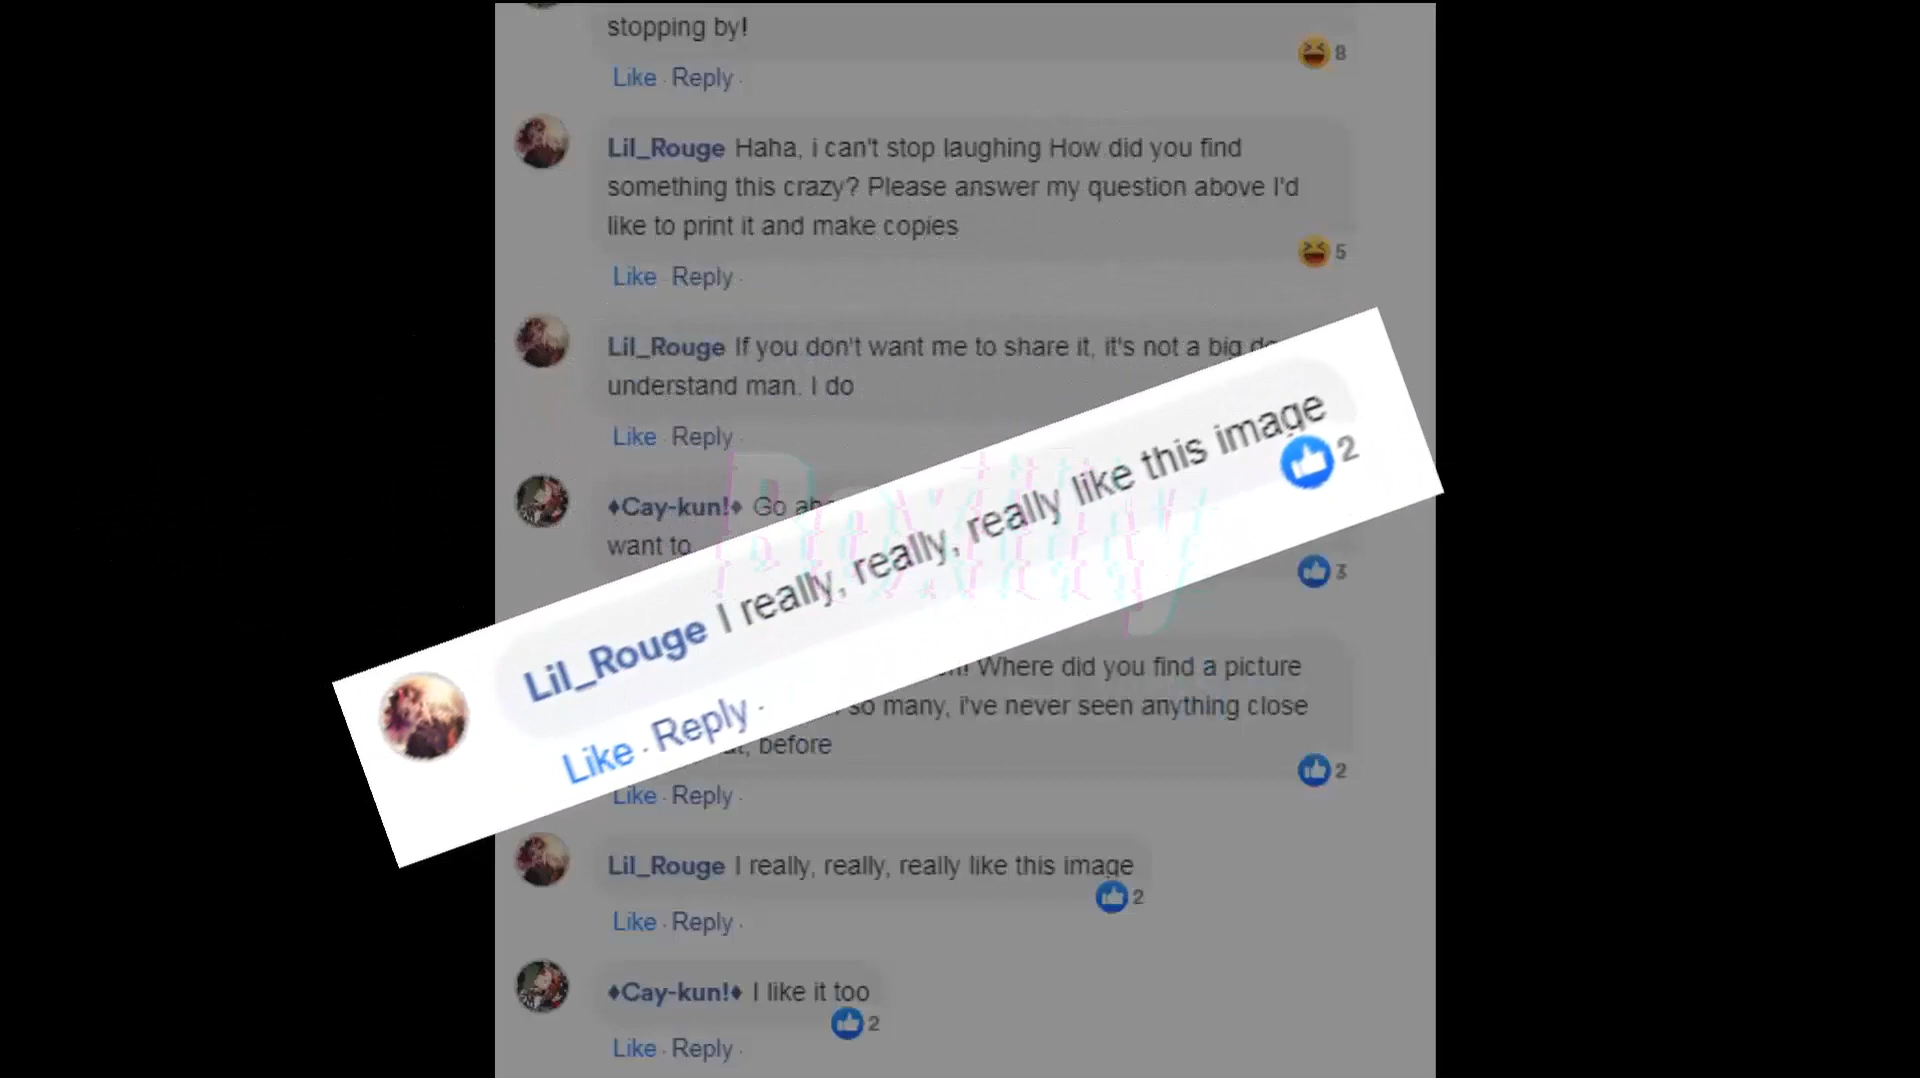 stopping by!
8
Like · Reply ·
Lil_Rouge Haha, i can't stop laughing How did you find
something this crazy? Please answer my question above I'd
like to print it and make copies
5
Like · Reply ·
Lil_Rouge If you don't want me to share it, it's not a big
understand man. I do
Like · Reply ·
♦Cay-kun!♦ Go
want to
3
Lil_Rouge I really, really, really like this image
2
Like · Reply ·
Where did you find a picture
so many, i've never seen anything close
before
2
Like · Reply ·
Lil_Rouge I really, really, really like this image
2
Like · Reply ·
♦Cay-kun!♦ I like it too
2
Like · Reply ·